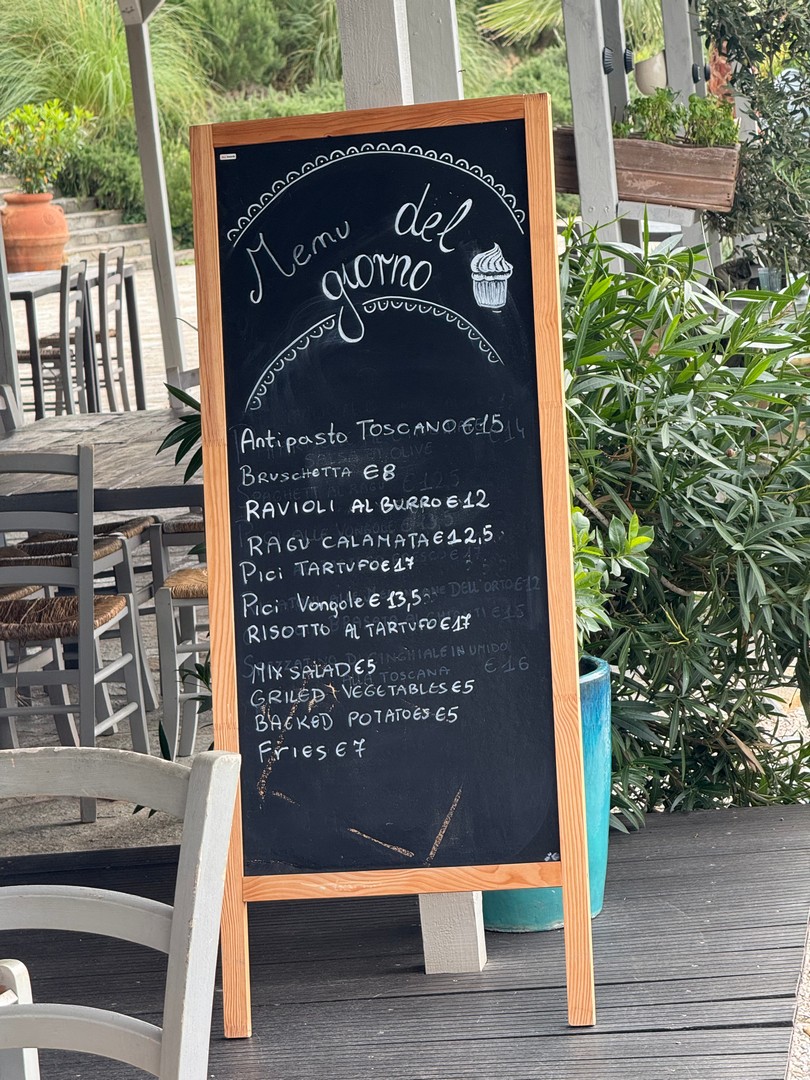 Menu del
giorno
Antipasto TOSCANO €15
BRUSCHETTA €8
RAVIOLI AL BURRO €12
RAGU CALAMATA €12,5
Pici TARTUFO €17
Pici Vongole €13,5
RISOTTO AL TARTUFO €17
MIX SALAD €5
GRILED VEGETABLES €5
BACKED POTATOES €5
FRIES €7